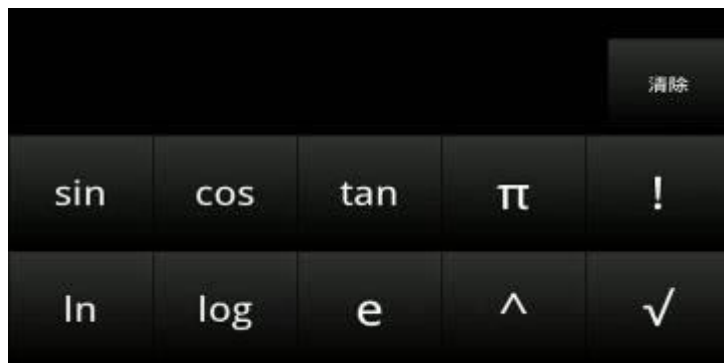 清除
sin cos tan π !
ln log e ^ √